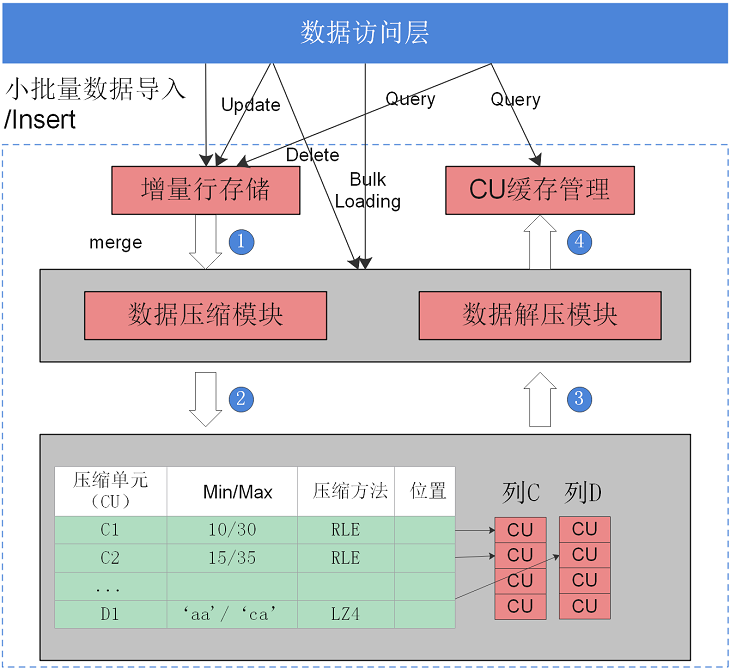 数据访问层
小批量数据导入
/Insert
Update
Query
Query
Delete
Bulk
Loading
增量行存储
CU缓存管理
merge
1
4
数据压缩模块
数据解压模块
2
3
压缩单元
（CU）
Min/Max
压缩方法
位置
列C
列D
C1
10/30
RLE
CU
CU
C2
15/35
RLE
CU
CU
...
CU
CU
D1
‘aa’/‘ca’
LZ4
CU
CU